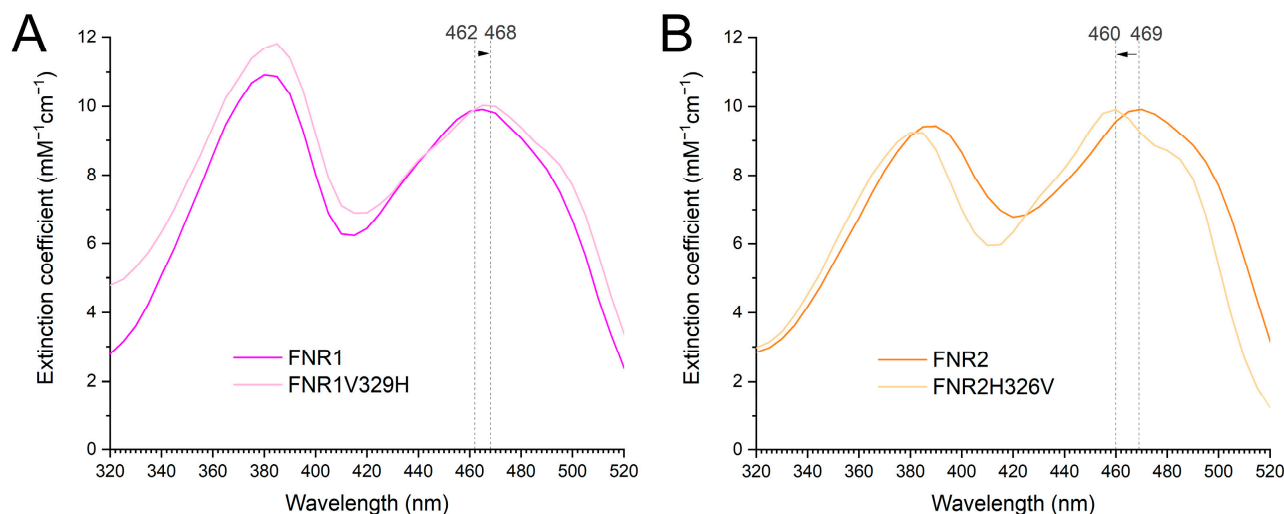 A
462 468
Extinction coefficient (mM⁻¹cm⁻¹)
12
10
8
6
4
2
0
FNR1
FNR1V329H
320 340 360 380 400 420 440 460 480 500 520
Wavelength (nm)
B
460 469
Extinction coefficient (mM⁻¹cm⁻¹)
12
10
8
6
4
2
0
FNR2
FNR2H326V
320 340 360 380 400 420 440 460 480 500 520
Wavelength (nm)